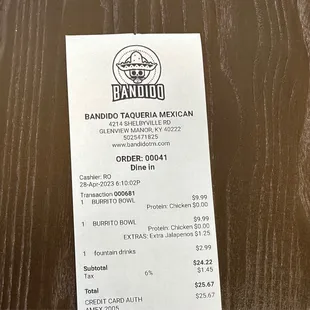 BANDIDO
BANDIDO TAQUERIA MEXICAN
4214 SHELBYVILLE RD
GLENVIEW MANOR, KY 40222
5025471825
www.bandidotm.com
ORDER: 00041
Dine in
Cashier: RO
28-Apr-2023 6:10:02P
Transaction 000681
1 BURRITO BOWL $9.99
Protein: Chicken $0.00
1 BURRITO BOWL $9.99
Protein: Chicken $0.00
EXTRAS: Extra Jalapenos $1.25
1 fountain drinks $2.99
Subtotal $24.22
Tax 6% $1.45
Total $25.67
CREDIT CARD AUTH $25.67
AMEX 2005